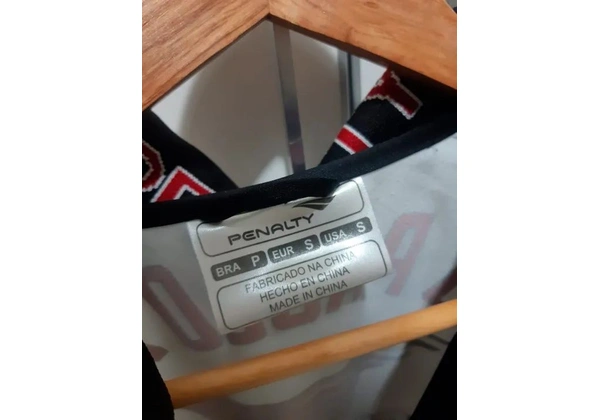 PENALTY
BRA P EUR S USA S
FABRICADO NA CHINA
HECHO EN CHINA
MADE IN CHINA